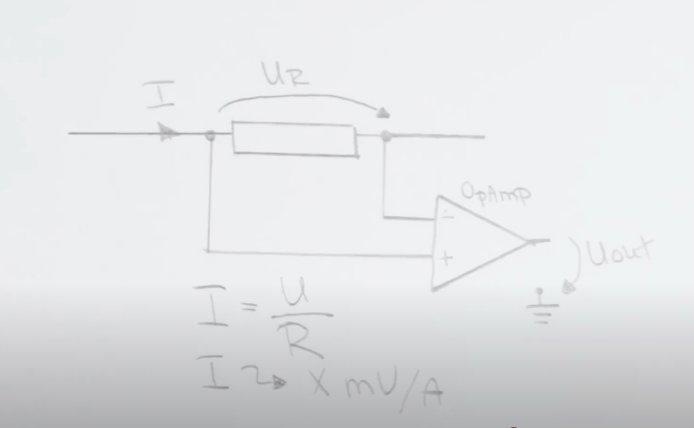 UR
I
OpAmp
-
+
Uout
I = U/R
I ~> X mV/A